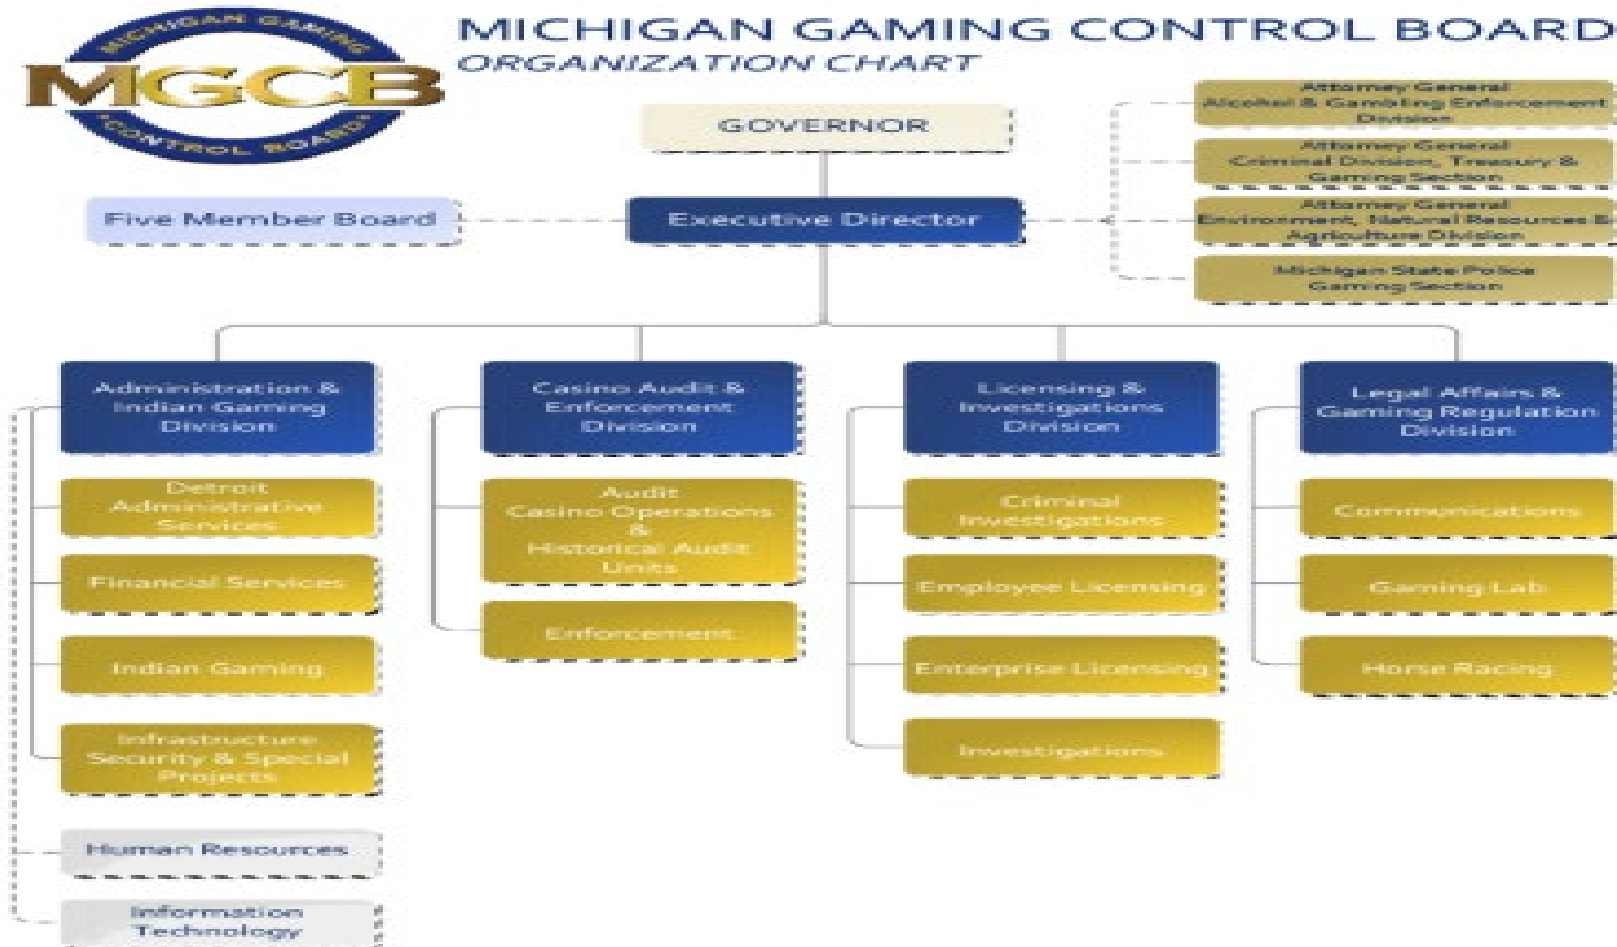 MICHIGAN GAMING
MGCB
CONTROL BOARD
MICHIGAN GAMING CONTROL BOARD
ORGANIZATION CHART
GOVERNOR
Five Member Board
Executive Director
Attorney General
Alcohol & Gambling Enforcement
Division
Attorney General
Criminal Division, Treasury &
Gaming Section
Attorney General
Environment, Natural Resources &
Agriculture Division
Michigan State Police
Gaming Section
Administration &
Indian Gaming
Division
Detroit
Administrative
Services
Financial Services
Indian Gaming
Infrastructure
Security & Special
Projects
Human Resources
Information
Technology
Casino Audit &
Enforcement
Division
Audit
Casino Operations
&
Historical Audit
Units
Enforcement
Licensing &
Investigations
Division
Criminal
Investigations
Employee Licensing
Enterprise Licensing
Investigations
Legal Affairs &
Gaming Regulation
Division
Communications
Gaming Lab
Horse Racing